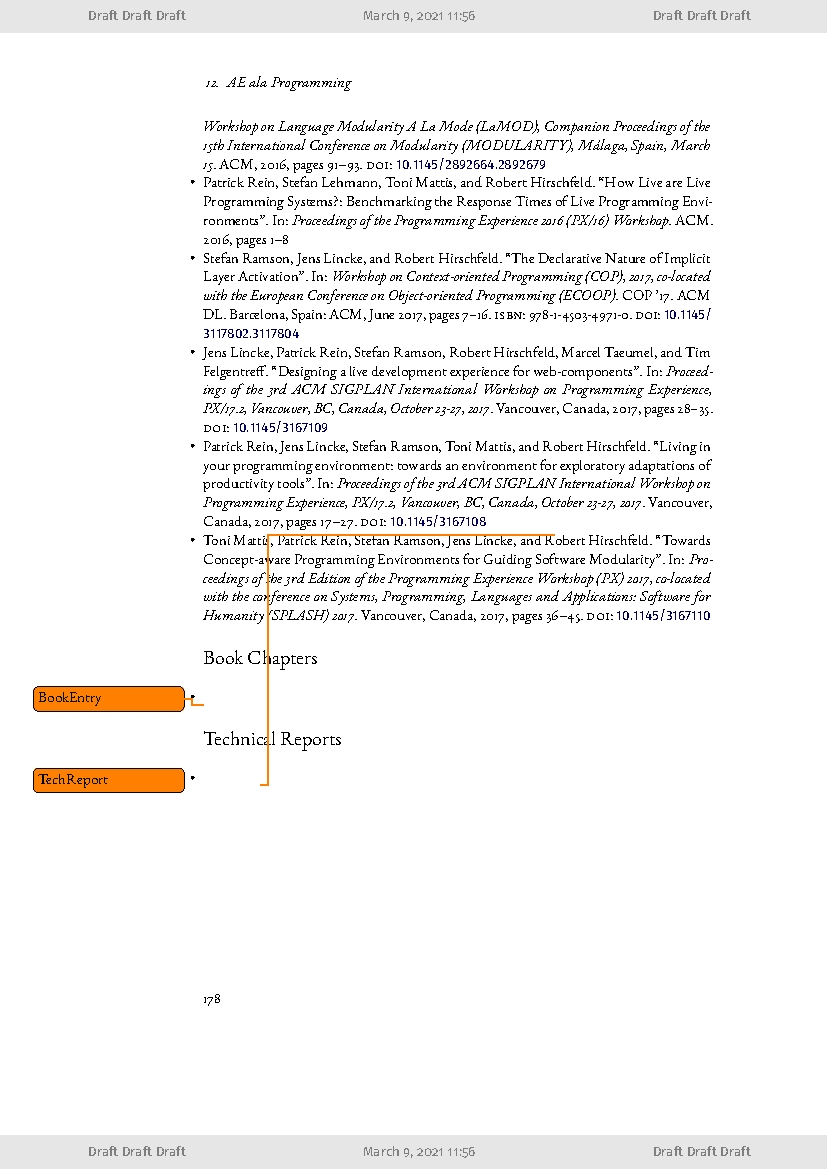 Draft Draft Draft March 9, 2021 11:56 Draft Draft Draft
12. AE ala Programming
Workshop on Language Modularity A La Mode (LaMOD), Companion Proceedings of the
15th International Conference on Modularity (MODULARITY), Málaga, Spain, March
15. ACM, 2016, pages 91–93. DOI: 10.1145/2892664.2892679
• Patrick Rein, Stefan Lehmann, Toni Mattis, and Robert Hirschfeld. “How Live are Live
Programming Systems?: Benchmarking the Response Times of Live Programming Envi-
ronments”. In: Proceedings of the Programming Experience 2016 (PX/16) Workshop. ACM.
2016, pages 1–8
• Stefan Ramson, Jens Lincke, and Robert Hirschfeld. “The Declarative Nature of Implicit
Layer Activation”. In: Workshop on Context-oriented Programming (COP), 2017, co-located
with the European Conference on Object-oriented Programming (ECOOP). COP ’17. ACM
DL. Barcelona, Spain: ACM, June 2017, pages 7–16. ISBN: 978-1-4503-4971-0. DOI: 10.1145/
3117802.3117804
• Jens Lincke, Patrick Rein, Stefan Ramson, Robert Hirschfeld, Marcel Taeumel, and Tim
Felgentreff. “Designing a live development experience for web-components”. In: Proceed-
ings of the 3rd ACM SIGPLAN International Workshop on Programming Experience,
PX/17.2, Vancouver, BC, Canada, October 23-27, 2017. Vancouver, Canada, 2017, pages 28–35.
DOI: 10.1145/3167109
• Patrick Rein, Jens Lincke, Stefan Ramson, Toni Mattis, and Robert Hirschfeld. “Living in
your programming environment: towards an environment for exploratory adaptations of
productivity tools”. In: Proceedings of the 3rd ACM SIGPLAN International Workshop on
Programming Experience, PX/17.2, Vancouver, BC, Canada, October 23-27, 2017. Vancouver,
Canada, 2017, pages 17–27. DOI: 10.1145/3167108
• Toni Mattis, Patrick Rein, Stefan Ramson, Jens Lincke, and Robert Hirschfeld. “Towards
Concept-aware Programming Environments for Guiding Software Modularity”. In: Pro-
ceedings of the 3rd Edition of the Programming Experience Workshop (PX) 2017, co-located
with the conference on Systems, Programming, Languages and Applications: Software for
Humanity (SPLASH) 2017. Vancouver, Canada, 2017, pages 36–45. DOI: 10.1145/3167110
Book Chapters
BookEntry •
Technical Reports
TechReport •
178
Draft Draft Draft March 9, 2021 11:56 Draft Draft Draft